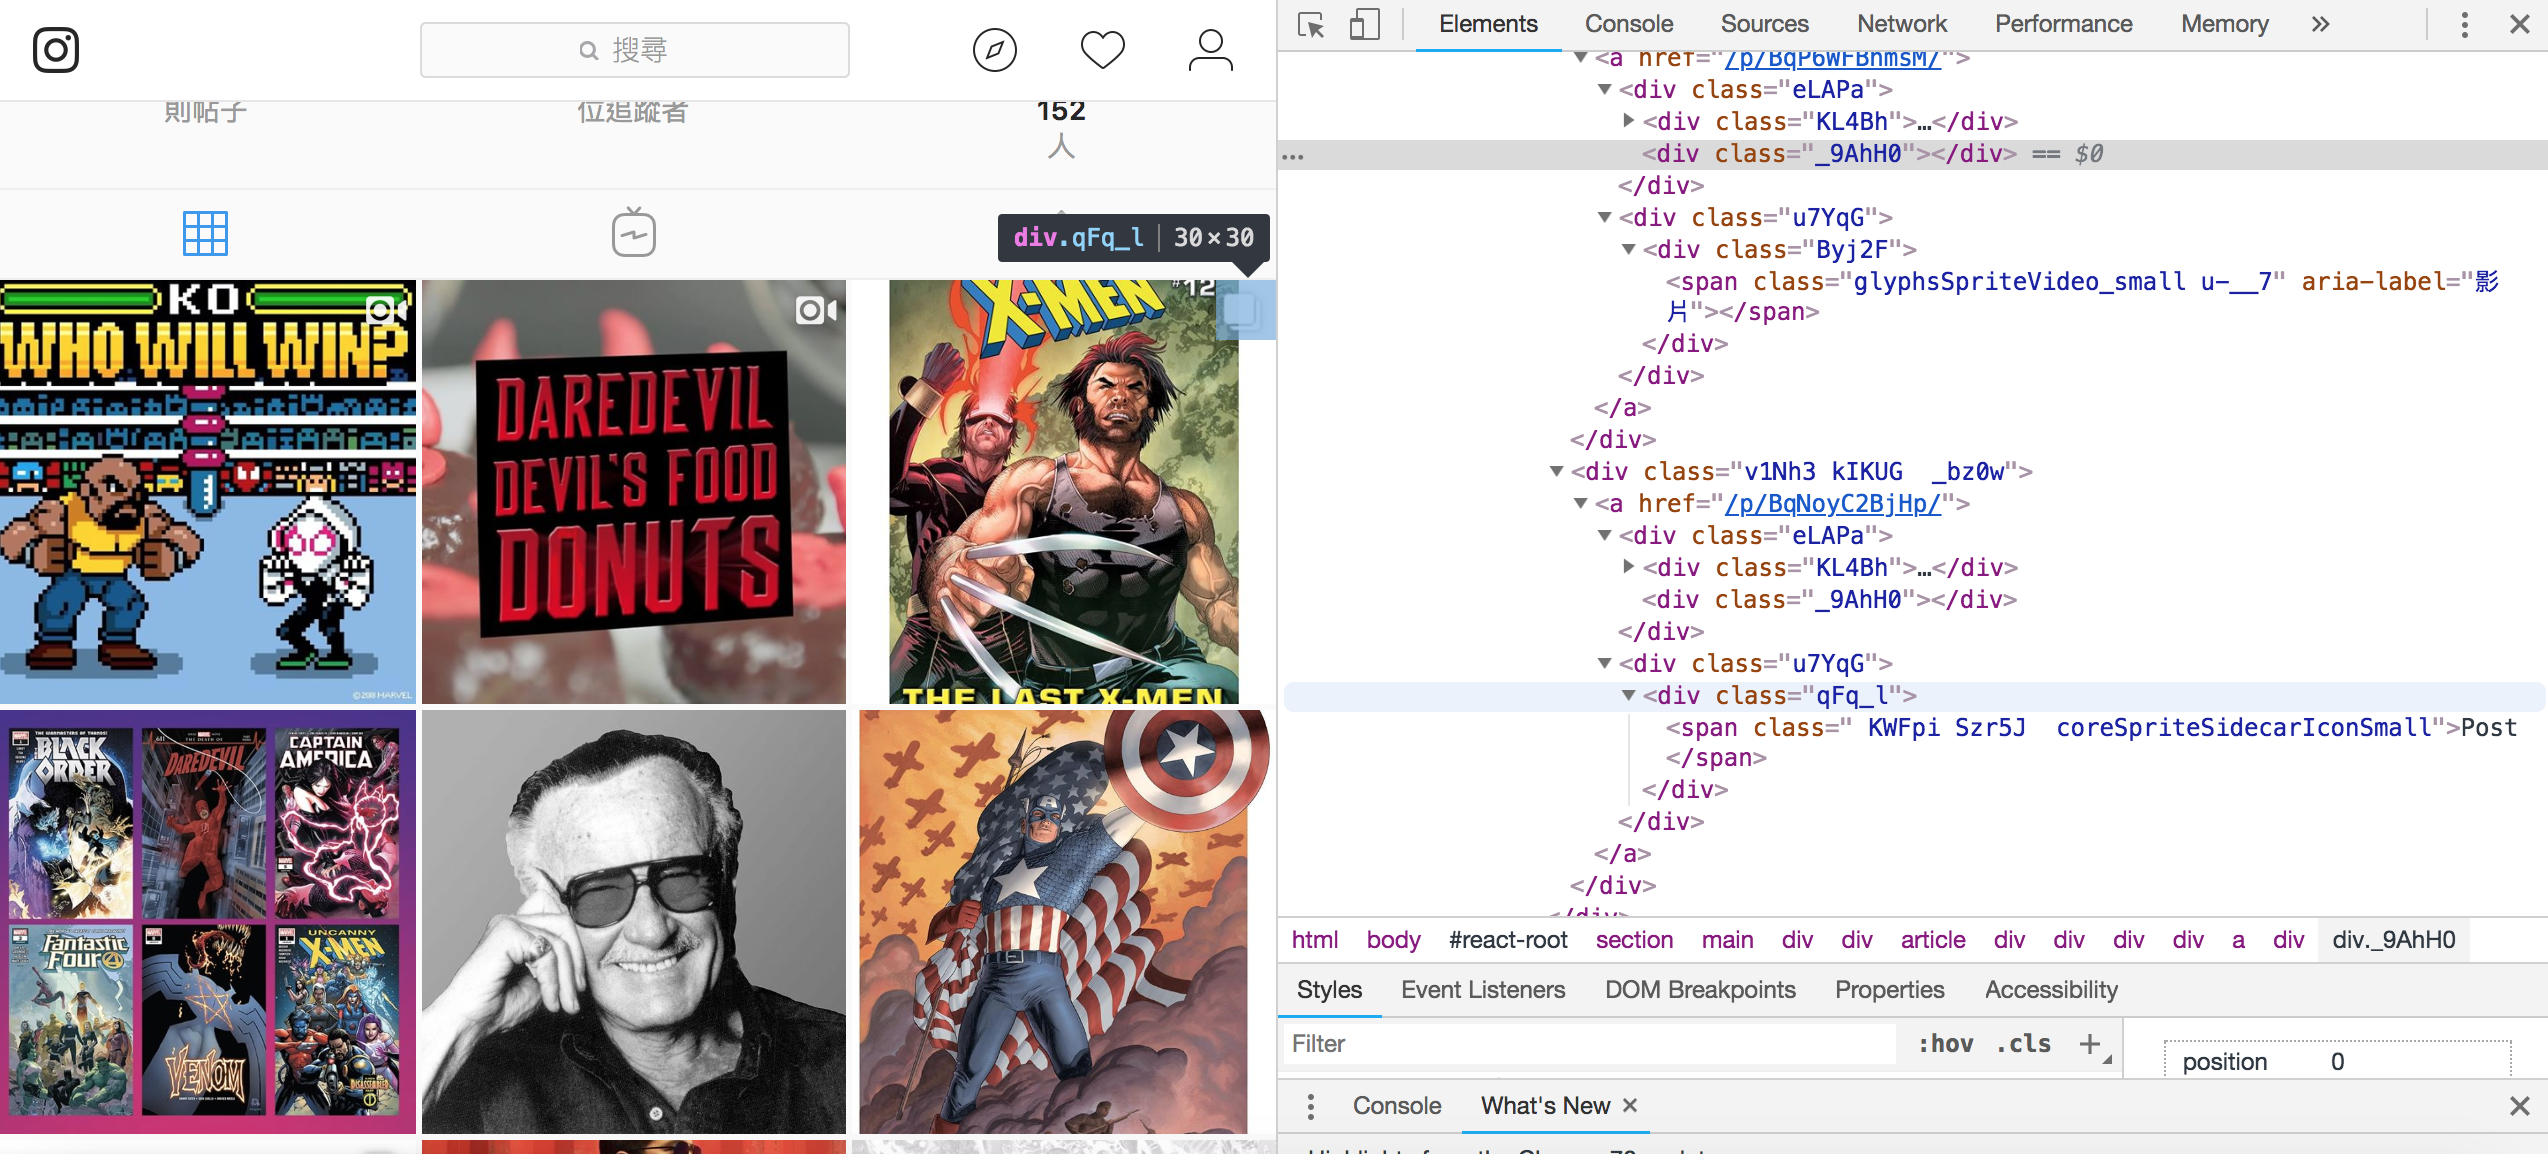 搜尋
則帖子
位追蹤者
152
人
div.qFq_l 30×30
KO
WHO WILL WIN?
©2018 MARVEL
DAREDEVIL
DEVIL'S FOOD
DONUTS
#12
X-MEN
THE LAST X-MEN
BLACK
ORDER
DAREDEVIL
CAPTAIN
AMERICA
FANTASTIC
FOUR
VENOM
UNCANNY
X-MEN
DISASSEMBLED
Elements Console Sources Network Performance Memory »
<a href="/p/BqP6WFBhmsM/">
<div class="eLAPa">
<div class="KL4Bh">…</div>
<div class="_9AhH0"></div> == $0
</div>
<div class="u7YqG">
<div class="Byj2F">
<span class="glyphsSpriteVideo_small u-__7" aria-label="影
片"></span>
</div>
</div>
</a>
</div>
<div class="v1Nh3 kIKUG  _bz0w">
<a href="/p/BqNoyC2BjHp/">
<div class="eLAPa">
<div class="KL4Bh">…</div>
<div class="_9AhH0"></div>
</div>
<div class="u7YqG">
<div class="qFq_l">
<span class=" KWFpi Szr5J  coreSpriteSidecarIconSmall">Post
</span>
</div>
</div>
</a>
</div>
</div>
html body #react-root section main div div article div div div div a div div._9AhH0
Styles Event Listeners DOM Breakpoints Properties Accessibility
Filter :hov .cls +
position 0
Console What's New ×